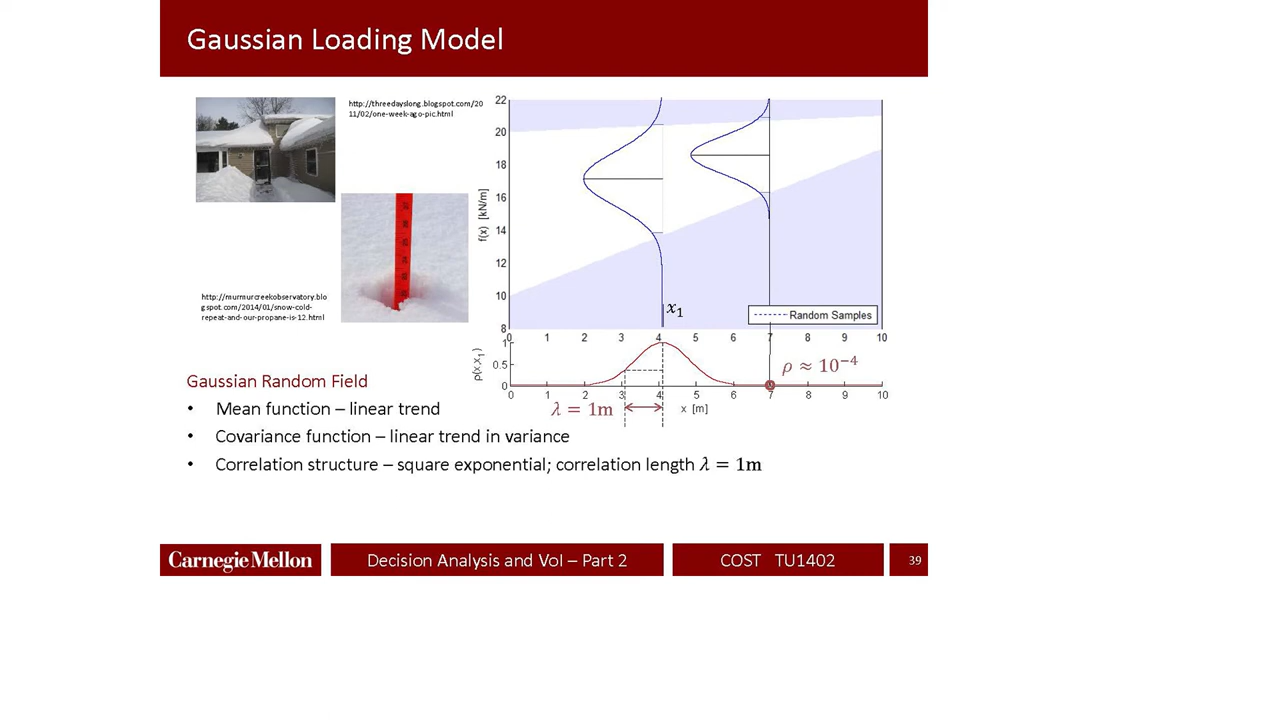 Gaussian Loading Model
http://threedayslong.blogspot.com/20
11/02/one-week-ago-pic.html
http://murmurcreekobservatory.blo
gspot.com/2014/01/snow-cold-
repeat-and-our-propane-is-12.html
22
20
18
16
14
12
10
8
f(x) [kN/m]
x₁
Random Samples
0 1 2 3 4 5 6 7 8 9 10
1
0.5
0
ρ(x,x₁)
ρ ≈ 10⁻⁴
0 1 2 3 4 5 6 7 8 9 10
λ = 1m
x [m]
Gaussian Random Field
• Mean function – linear trend
• Covariance function – linear trend in variance
• Correlation structure – square exponential; correlation length λ = 1m
Carnegie Mellon
Decision Analysis and VoI – Part 2
COST TU1402
39